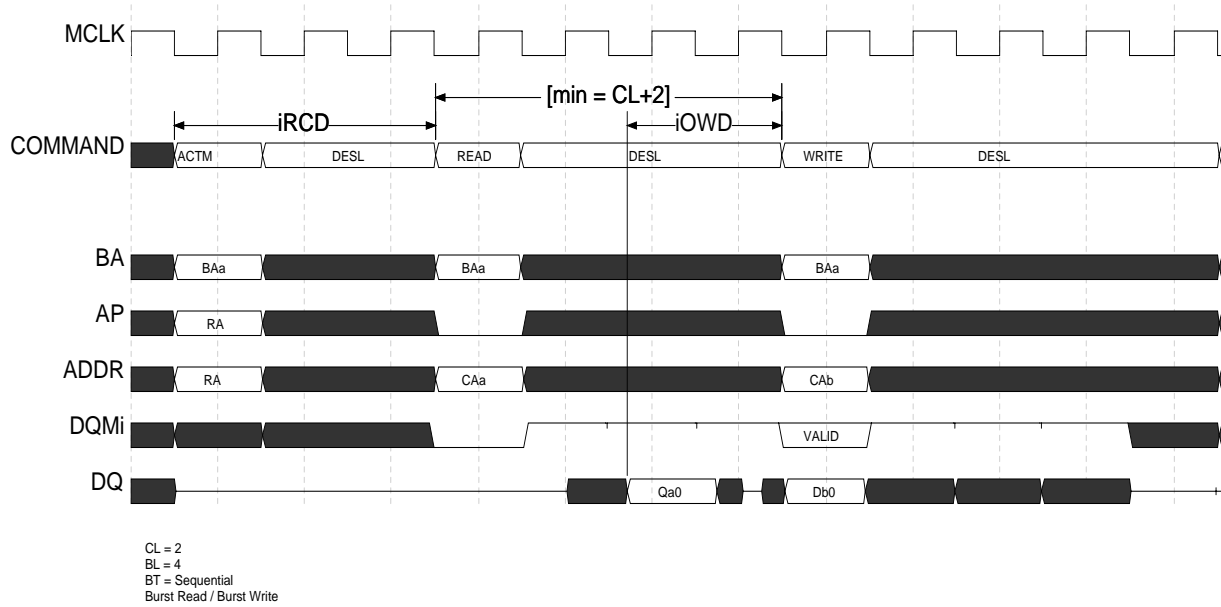 MCLK
[min = CL+2]
iRCD
iOWD
COMMAND
ACTM DESL READ DESL WRITE DESL
BA
BAa BAa BAa
AP
RA
ADDR
RA CAa CAb
DQMi
VALID
DQ
Qa0 Db0
CL = 2
BL = 4
BT = Sequential
Burst Read / Burst Write